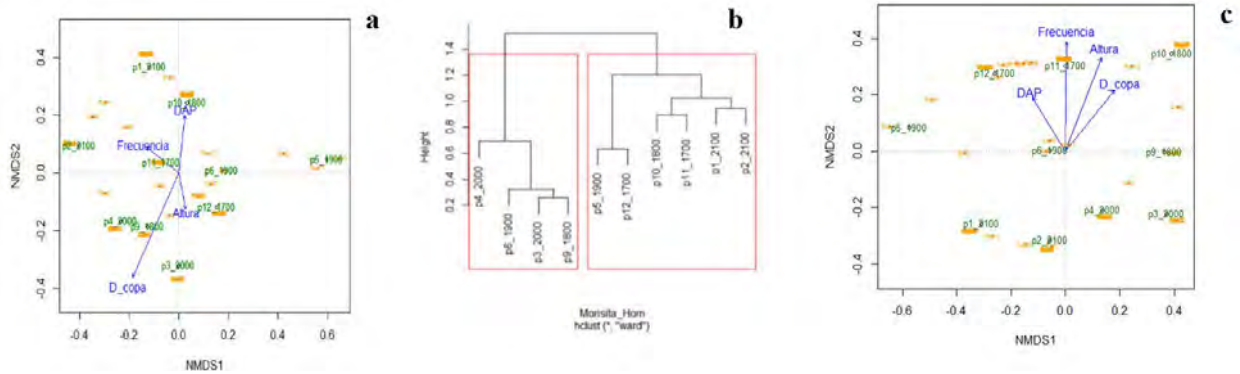 a
NMDS2
0.4
0.2
0.0
-0.2
-0.4
p1_2100
p10_1800
DAP
Frecuencia
p11_1700
p5_1900
p6_1900
p12_1700
Altura
p4_2000
p9_1800
p3_2000
D_copa
-0.4 -0.2 0.0 0.2 0.4 0.6
NMDS1
b
Height
1.4
1.2
1.0
0.8
0.6
0.4
0.2
p4_2000
p6_1900
p3_2000
p9_1800
p5_1900
p12_1700
p10_1800
p11_1700
p1_2100
p2_2100
Morisita_Horn
hclust (*, "ward")
c
NMDS2
0.4
0.2
0.0
-0.2
-0.4
Frecuencia
Altura
p10_1800
p12_1700
p11_1700
DAP
D_copa
p5_1900
p6_1900
p9_1800
p1_2100
p2_2100
p4_2000
p3_2000
-0.6 -0.4 -0.2 0.0 0.2 0.4
NMDS1